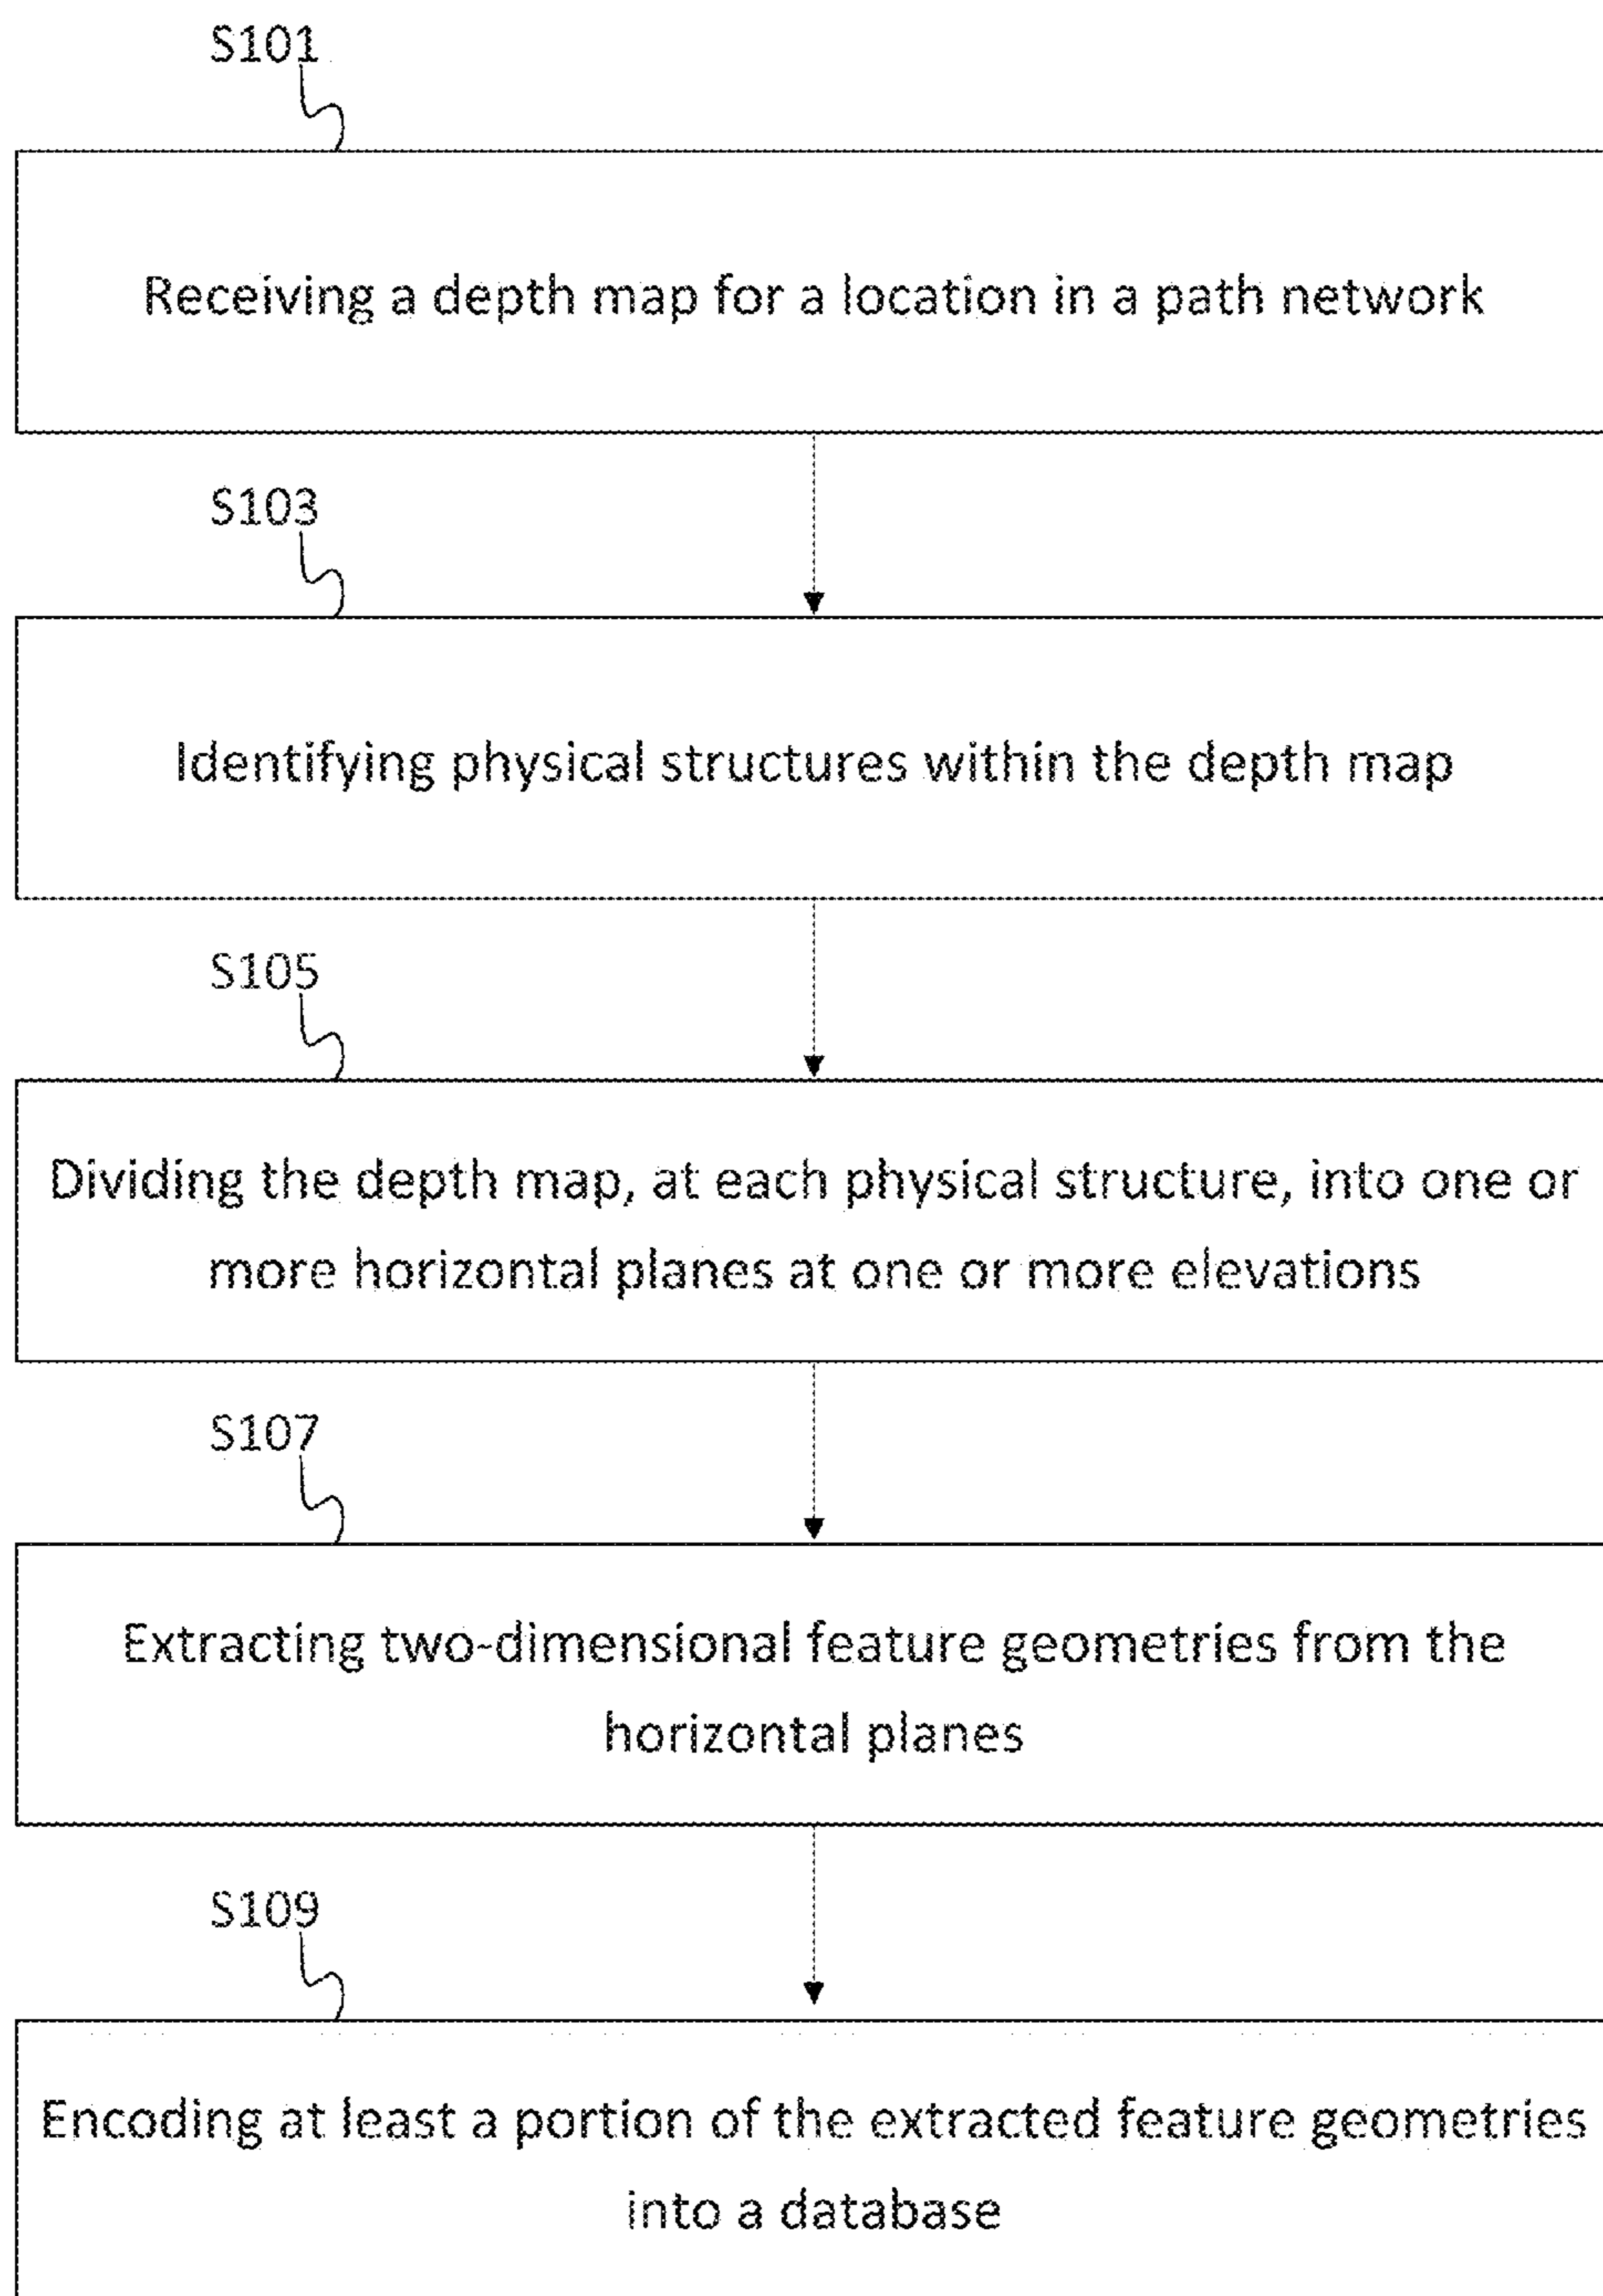 S101
Receiving a depth map for a location in a path network
S103
Identifying physical structures within the depth map
S105
Dividing the depth map, at each physical structure, into one or
more horizontal planes at one or more elevations
S107
Extracting two-dimensional feature geometries from the
horizontal planes
S109
Encoding at least a portion of the extracted feature geometries
into a database